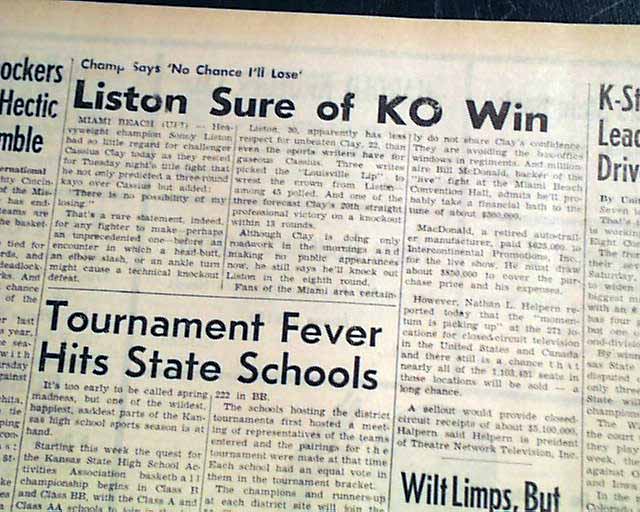 ockers
Hectic
mble
Champ Says 'No Chance I'll Lose'
Liston Sure of KO Win
MIAMI BEACH (UPI) — Hea-
vyweight champion Sonny Liston
had so little regard for challenger
Cassius Clay today as they rested
for Tuesday night's title fight that
he not only predicted a three-round
kayo over Cassius but added:
"There is no possibility of my
losing."
That's a rare statement, indeed,
for any fighter to make—perhaps
an unprecedented one—before an
encounter in which a head-butt,
an elbow slash, or an ankle turn
might cause a technical knockout
defeat.
Liston, 30, apparently has less
respect for unbeaten Clay, 22, than
even the sports writers have for
gaseous Cassius. Three writers
picked the "Louisville Lip" to
wrest the crown from Liston
among 45 polled. And one of the
three forecast Clay's 20th straight
professional victory on a knockout
within 13 rounds.
Although Clay is doing only
roadwork in the mornings and
making no public appearances
now, he still says he'll knock out
Liston in the eighth round.
Fans of the Miami area certain-
ly do not share Clay's confidence.
They are avoiding the box-office
windows in regiments. And million-
aire Bill McDonald, backer of the
"live" fight at the Miami Beach
Convention Hall, admits he'll pro-
bably take a financial bath to the
tune of about $300,000.
MacDonald, a retired auto-trail-
er manufacturer, paid $625,000 to
Intercontinental Promotions, Inc.
for the live show. He must draw
about $850,000 to cover the pur-
chase price and his expenses.
However, Nathan L. Helpern re-
ported today that the "momen-
tum is picking up" at the 271 lo-
cations for closed-circuit television
in the United States and Canada
and there still is a chance that
nearly all of the 1,103,491 seats in
those locations will be sold — a
long chance.
A sellout would provide closed-
circuit receipts of about $5,100,000.
Halpern said. Helpern is president
of Theatre Network Television, Inc.
Tournament Fever
Hits State Schools
It's too early to be called spring
madness, but one of the wildest,
happiest, saddest parts of the Kan-
sas high school sports season is at
hand.
Starting this week the quest for
the Kansas State High School Ac-
tivities Association basketball
championship begins in Class B
and Class BB, with the Class A and
Class AA schools to join in the
222 in BB.
The schools hosting the district
tournaments first hosted a meet-
ing of representatives of the teams
entered and the pairings for the
tournament were made at that time
Each school had an equal vote in
them in the tournament bracket.
The champions and runners-up
at each district site will join the
Wilt Limps, But
K-St
Lead
Driv